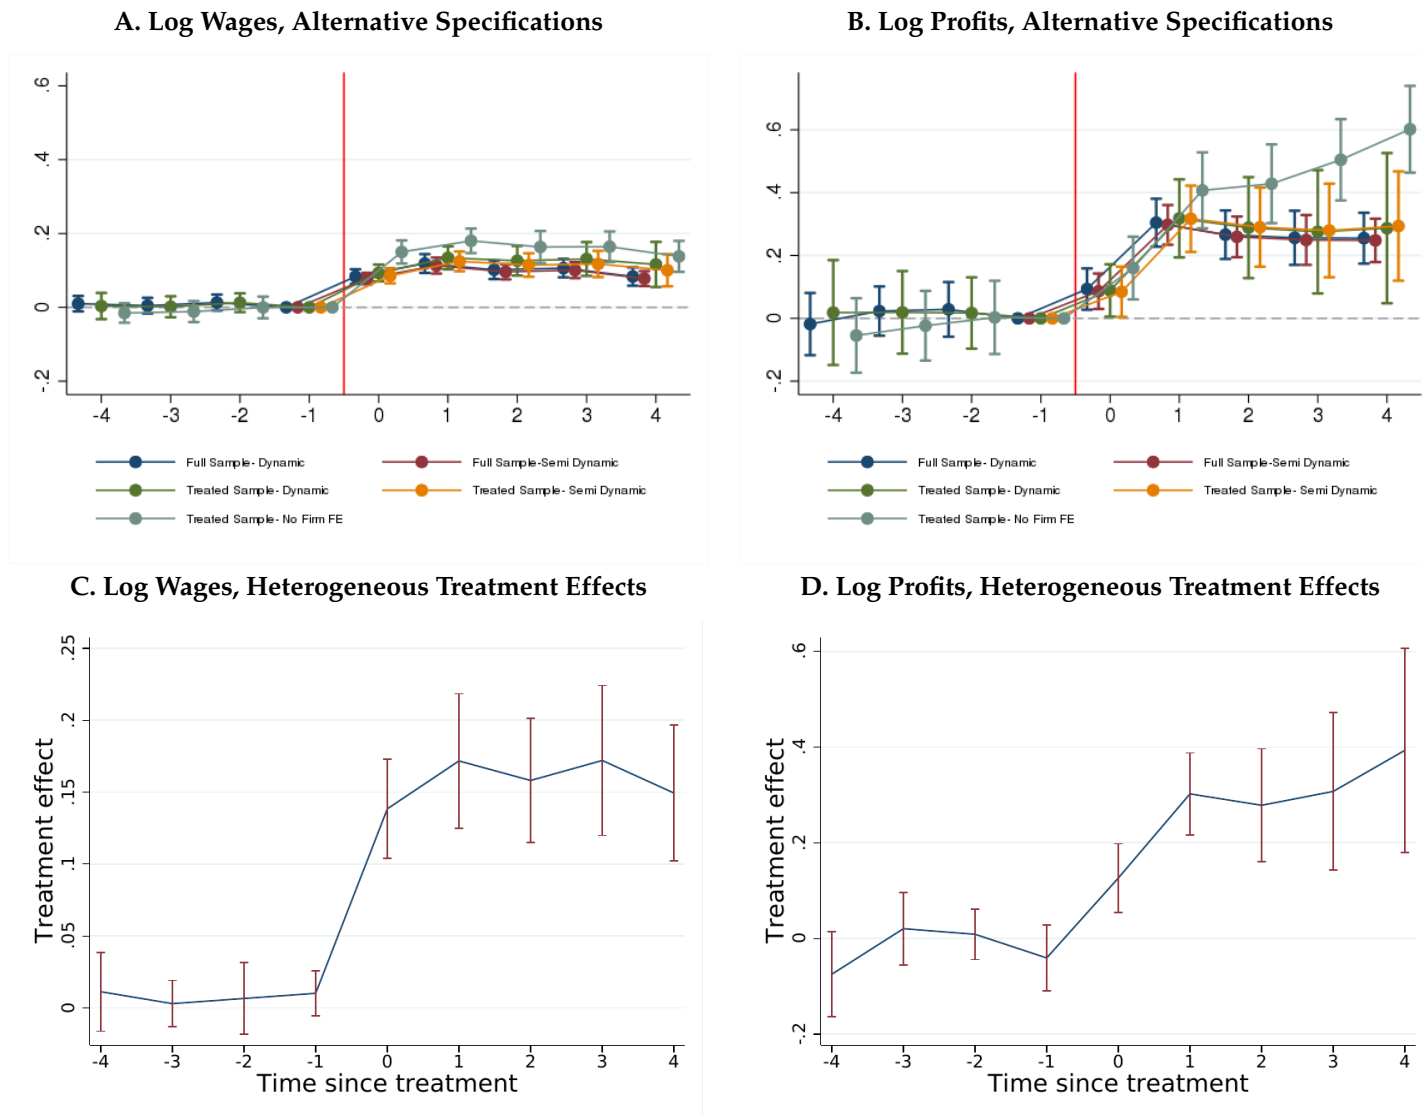 A. Log Wages, Alternative Specifications
.6
.4
.2
0
-.2
-4 -3 -2 -1 0 1 2 3 4
Full Sample- Dynamic
Full Sample-Semi Dynamic
Treated Sample- Dynamic
Treated Sample- Semi Dynamic
Treated Sample- No Firm FE
B. Log Profits, Alternative Specifications
.6
.4
.2
0
-.2
-4 -3 -2 -1 0 1 2 3 4
Full Sample- Dynamic
Full Sample-Semi Dynamic
Treated Sample- Dynamic
Treated Sample- Semi Dynamic
Treated Sample- No Firm FE
C. Log Wages, Heterogeneous Treatment Effects
Treatment effect
.25
.2
.15
.1
.05
0
-4 -3 -2 -1 0 1 2 3 4
Time since treatment
D. Log Profits, Heterogeneous Treatment Effects
Treatment effect
.6
.4
.2
0
-.2
-4 -3 -2 -1 0 1 2 3 4
Time since treatment